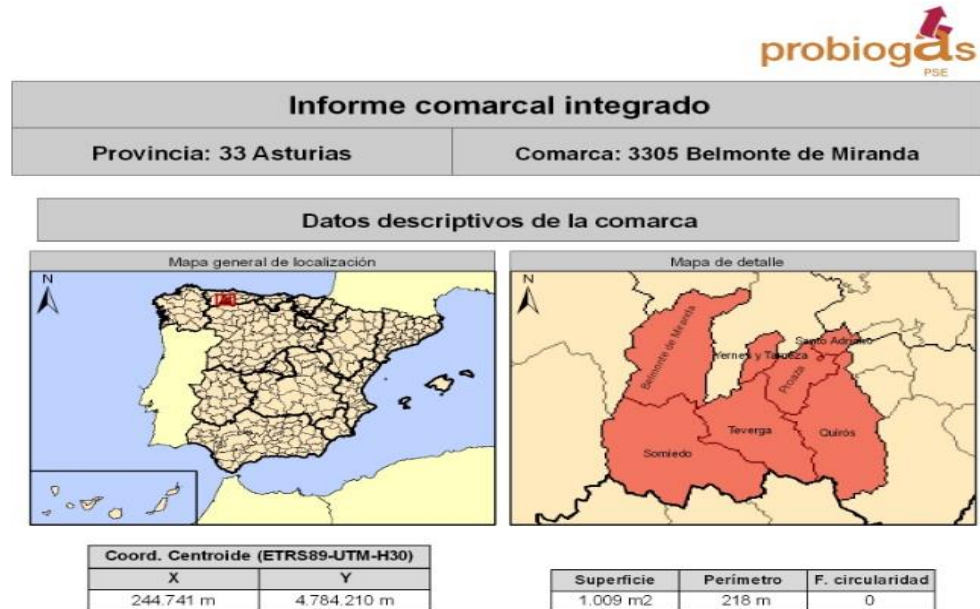 probiogas
PSE
Informe comarcal integrado
Provincia: 33 Asturias
Comarca: 3305 Belmonte de Miranda
Datos descriptivos de la comarca
Mapa general de localización
N
Mapa de detalle
N
Belmonte de Miranda
Yernes y Tameza
Santo Adriano
Proaza
Teverga
Quirós
Somiedo
Coord. Centroide (ETRS89-UTM-H30)
X Y
244.741 m 4.784.210 m
Superficie Perímetro F. circularidad
1.009 m2 218 m 0